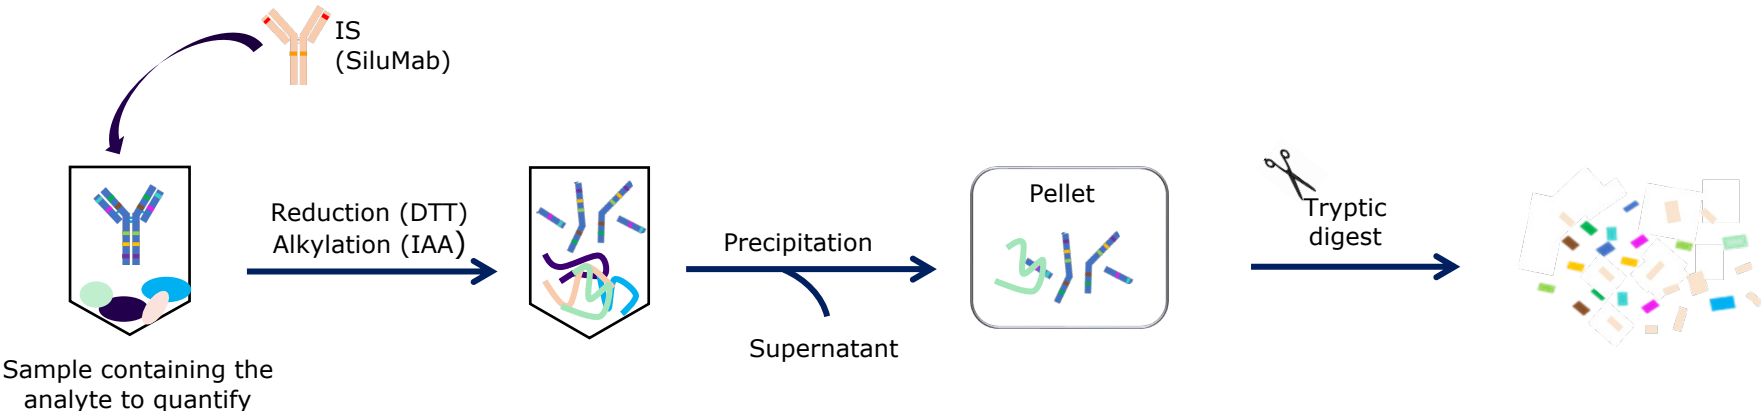 IS
(SiluMab)
Sample containing the
analyte to quantify
Reduction (DTT)
Alkylation (IAA)
Precipitation
Supernatant
Pellet
Tryptic
digest